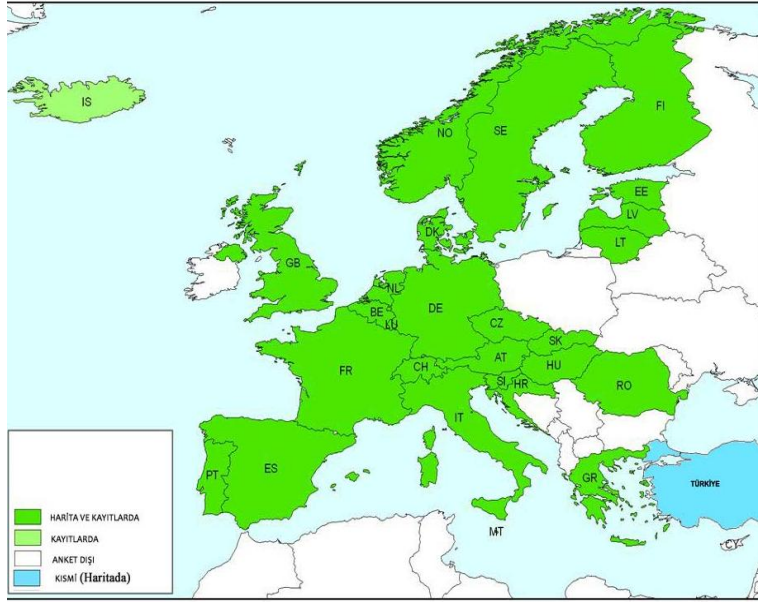 IS
NO
SE
FI
EE
LV
LT
DK
GB
NL
BE
LU
DE
CZ
SK
FR
CH
AT
HU
SI
HR
RO
IT
PT
ES
GR
TÜRKİYE
MT
CY
HARİTA VE KAYITLARDA
KAYITLARDA
ANKET DIŞI
KISMİ (Haritada)